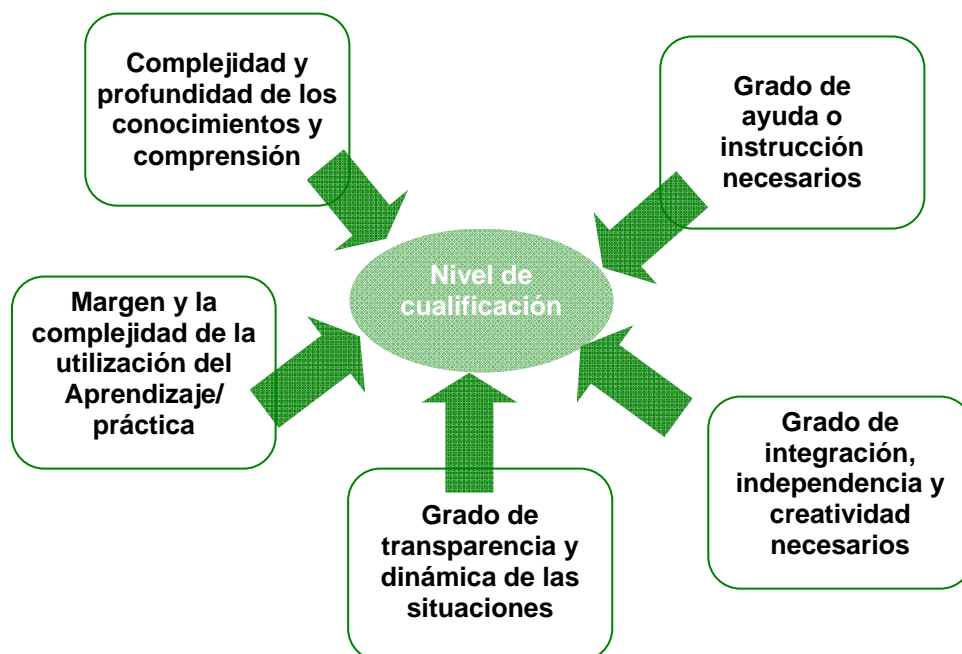 Complejidad y
profundidad de los
conocimientos y
comprensión
Grado de
ayuda o
instrucción
necesarios
Nivel de
cualificación
Margen y la
complejidad de la
utilización del
Aprendizaje/
práctica
Grado de
transparencia y
dinámica de las
situaciones
Grado de
integración,
independencia y
creatividad
necesarios